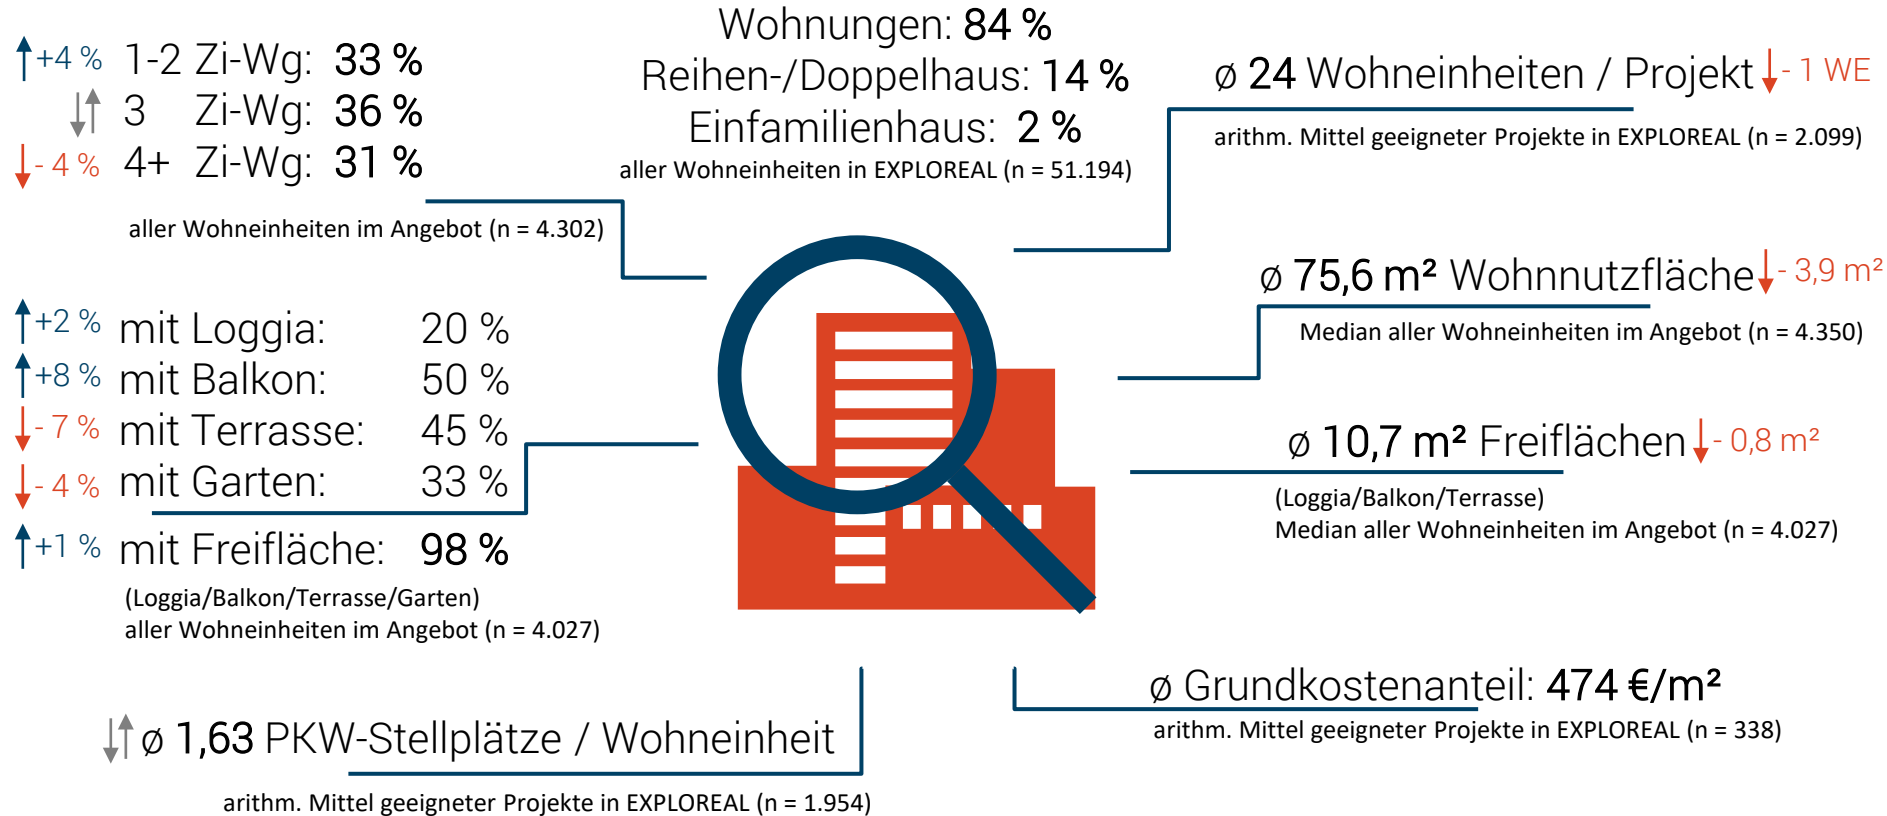 +4 % 1-2 Zi-Wg: 33 %
3 Zi-Wg: 36 %
- 4 % 4+ Zi-Wg: 31 %
aller Wohneinheiten im Angebot (n = 4.302)
Wohnungen: 84 %
Reihen-/Doppelhaus: 14 %
Einfamilienhaus: 2 %
aller Wohneinheiten in EXPLOREAL (n = 51.194)
ø 24 Wohneinheiten / Projekt - 1 WE
arithm. Mittel geeigneter Projekte in EXPLOREAL (n = 2.099)
ø 75,6 m² Wohnnutzfläche - 3,9 m²
Median aller Wohneinheiten im Angebot (n = 4.350)
+2 % mit Loggia: 20 %
+8 % mit Balkon: 50 %
- 7 % mit Terrasse: 45 %
- 4 % mit Garten: 33 %
+1 % mit Freifläche: 98 %
(Loggia/Balkon/Terrasse/Garten)
aller Wohneinheiten im Angebot (n = 4.027)
ø 10,7 m² Freiflächen - 0,8 m²
(Loggia/Balkon/Terrasse)
Median aller Wohneinheiten im Angebot (n = 4.027)
ø 1,63 PKW-Stellplätze / Wohneinheit
arithm. Mittel geeigneter Projekte in EXPLOREAL (n = 1.954)
ø Grundkostenanteil: 474 €/m²
arithm. Mittel geeigneter Projekte in EXPLOREAL (n = 338)